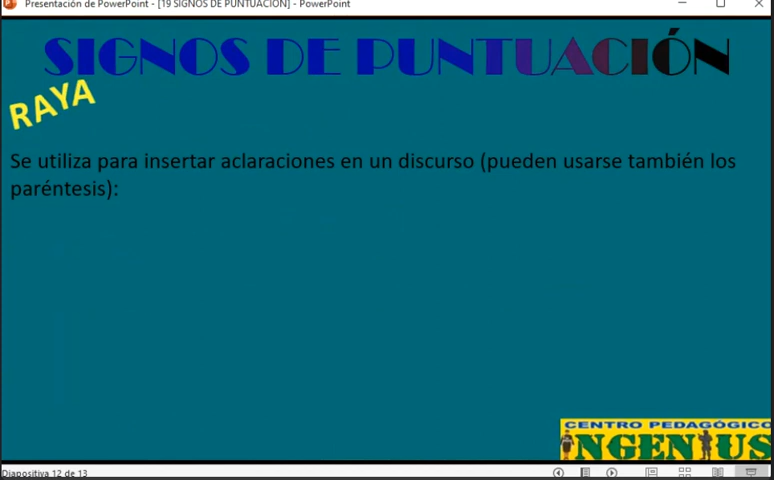 Presentación de PowerPoint - [19 SIGNOS DE PUNTUACIÓN] - PowerPoint
SIGNOS DE PUNTUACIÓN
RAYA
Se utiliza para insertar aclaraciones en un discurso (pueden usarse también los
paréntesis):
CENTRO PEDAGÓGICO
INGENIUS
Diapositiva 12 de 13